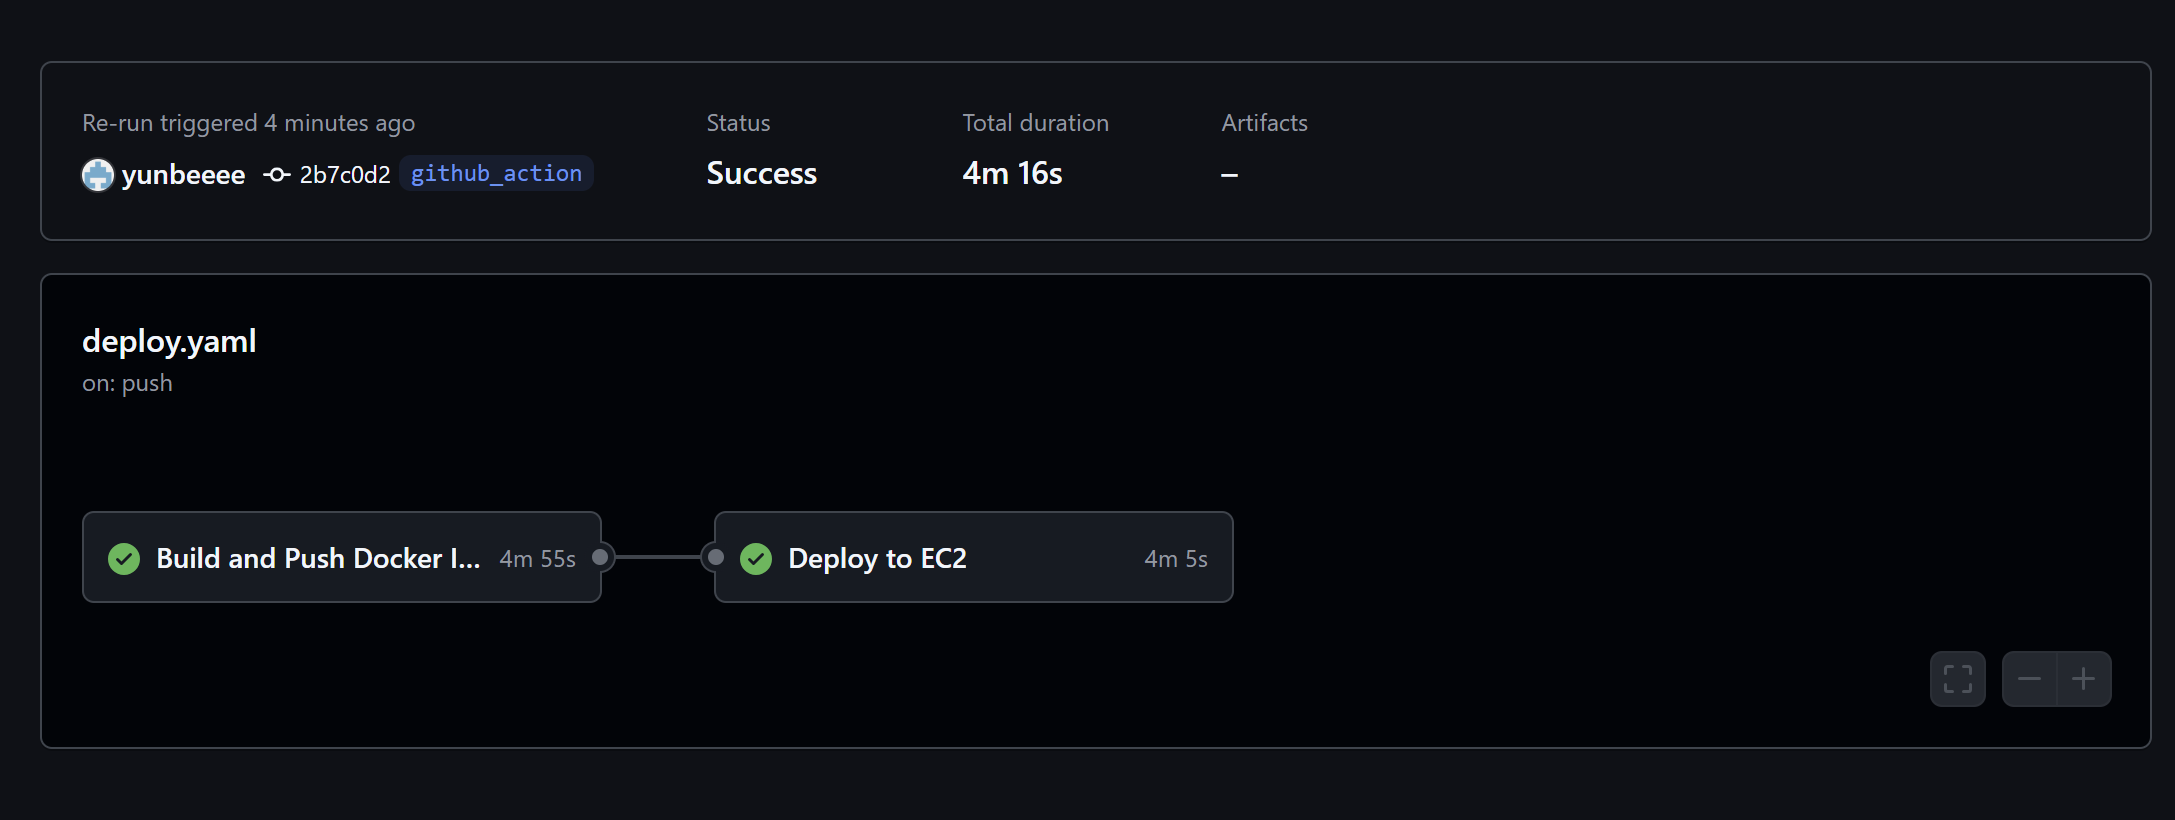 Re-run triggered 4 minutes ago
yunbeeee 2b7c0d2 github_action
Status
Success
Total duration
4m 16s
Artifacts
–
deploy.yaml
on: push
Build and Push Docker I... 4m 55s
Deploy to EC2 4m 5s